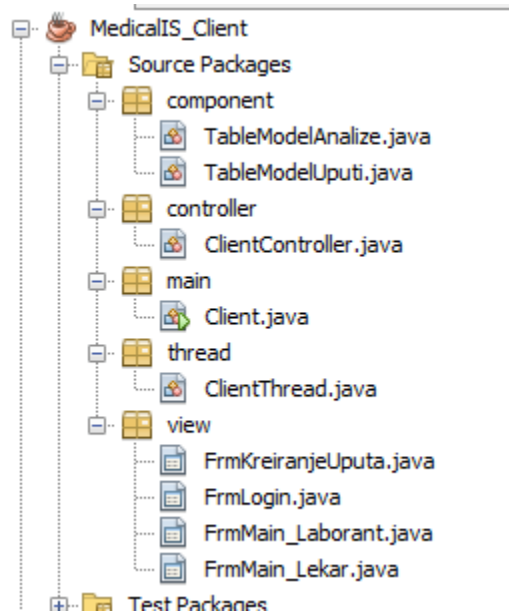 MedicalIS_Client
Source Packages
component
TableModelAnalize.java
TableModelUputi.java
controller
ClientController.java
main
Client.java
thread
ClientThread.java
view
FrmKreiranjeUputa.java
FrmLogin.java
FrmMain_Laborant.java
FrmMain_Lekar.java
Test Packages